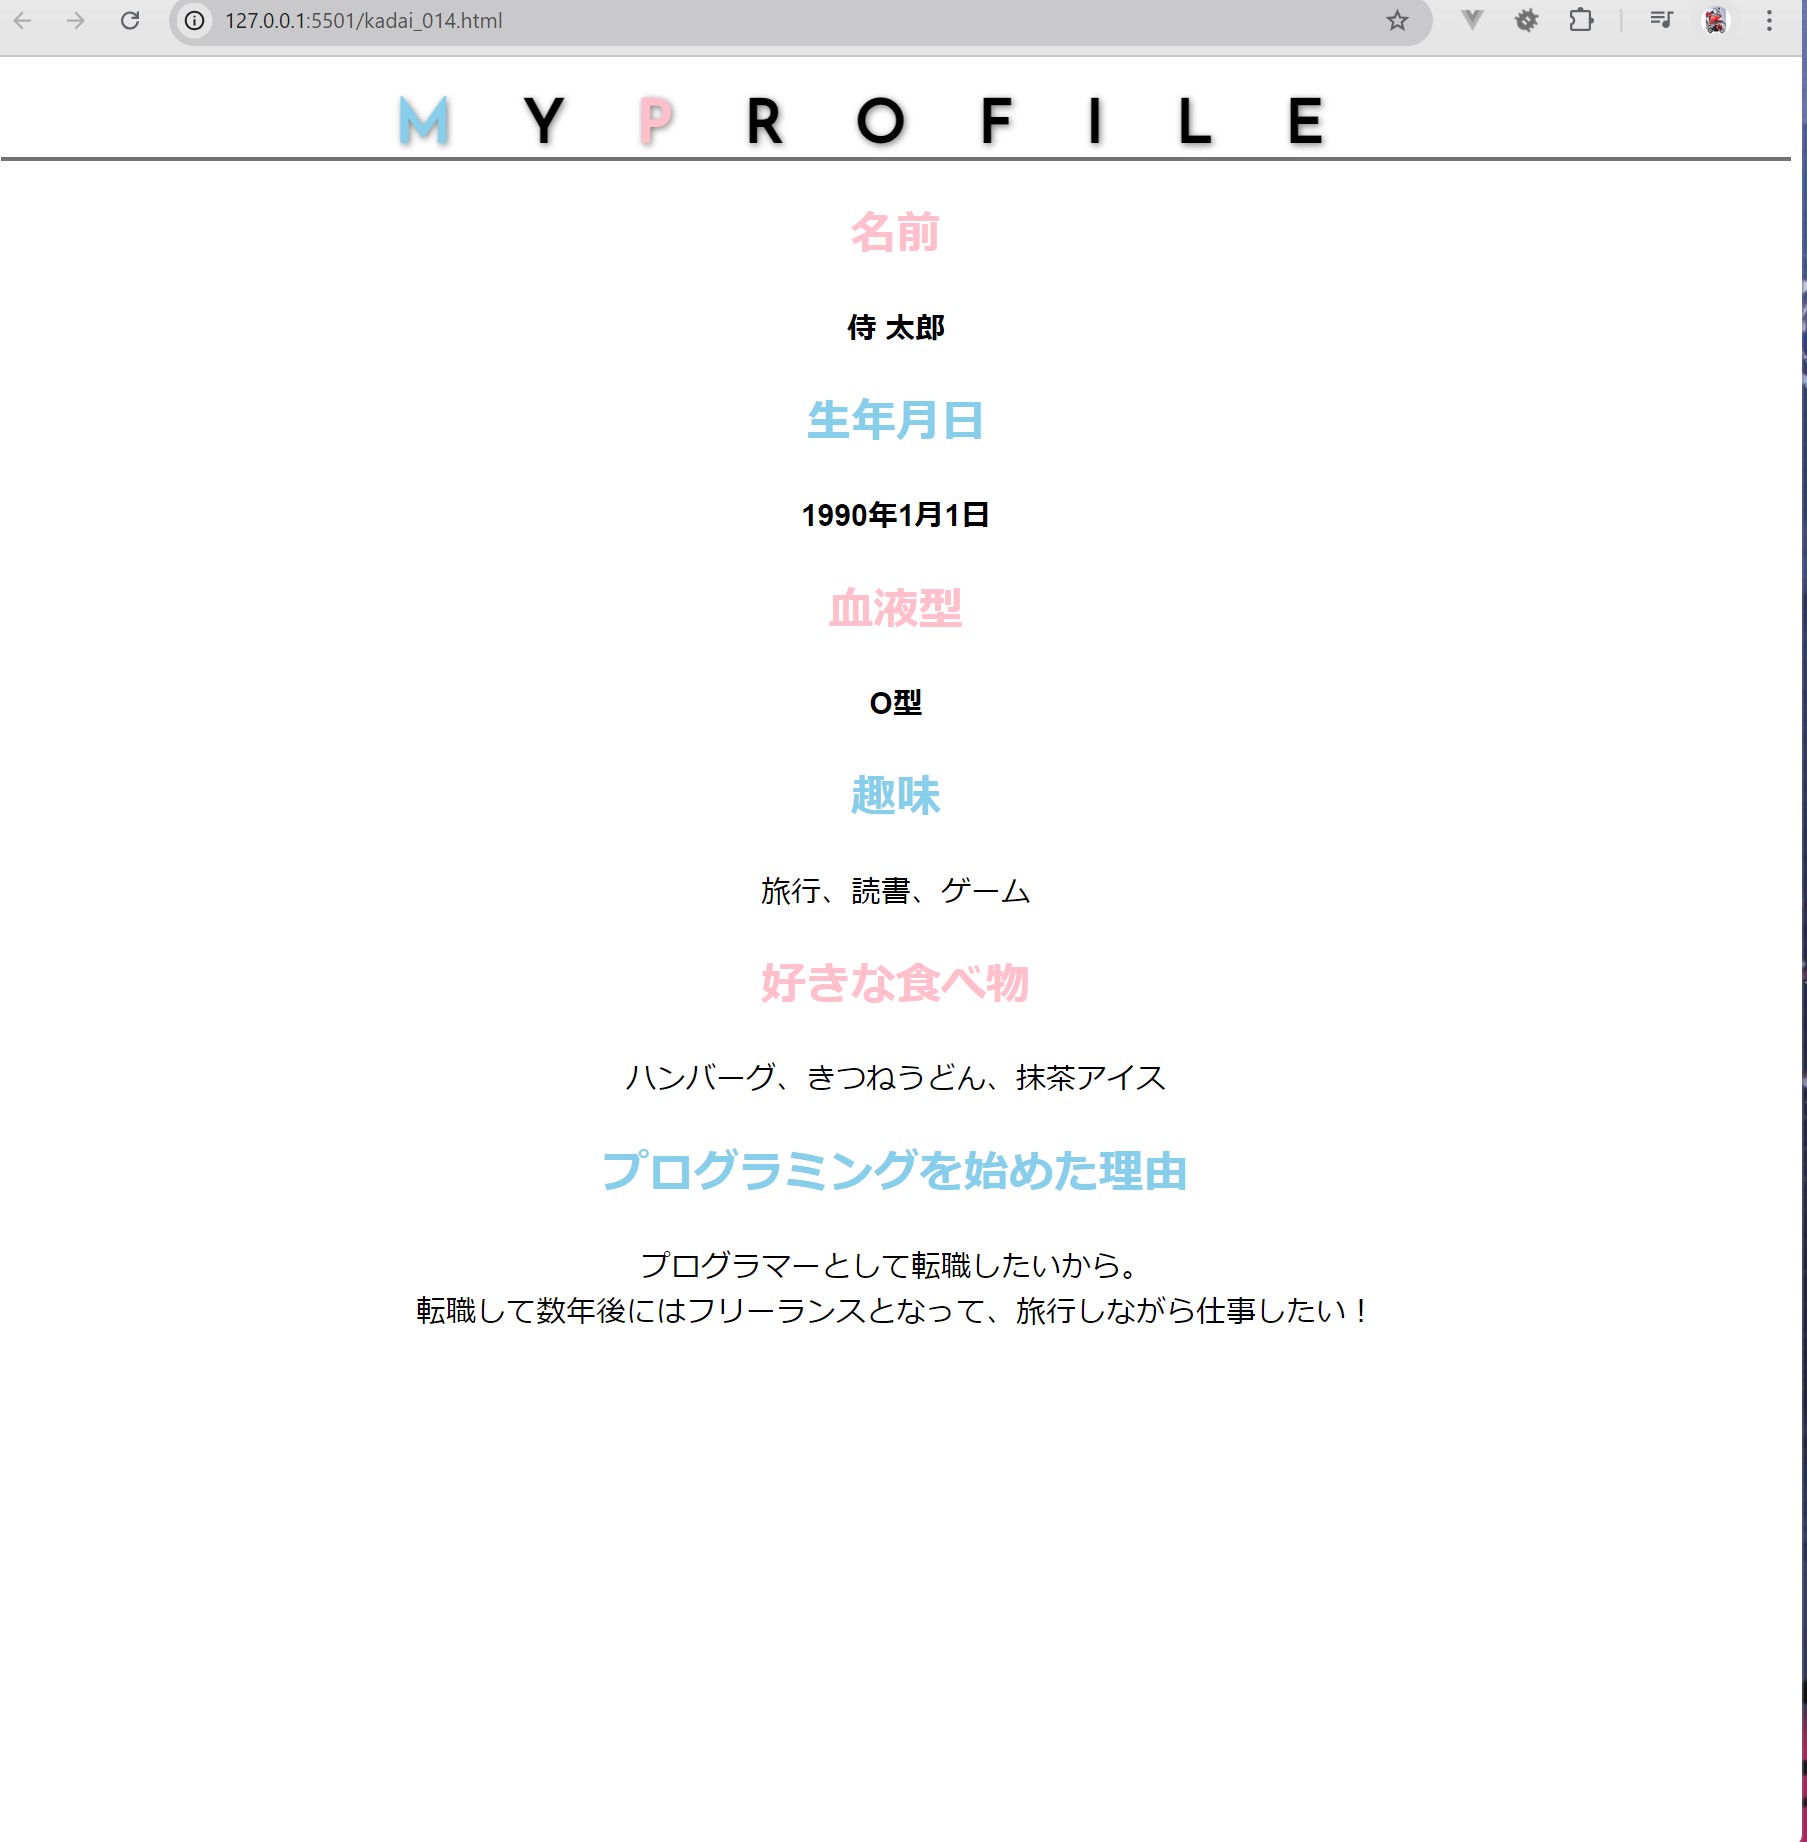 127.0.0.1:5501/kadai_014.html
M Y P R O F I L E
名前
侍 太郎
生年月日
1990年1月1日
血液型
O型
趣味
旅行、読書、ゲーム
好きな食べ物
ハンバーグ、きつねうどん、抹茶アイス
プログラミングを始めた理由
プログラマーとして転職したいから。
転職して数年後にはフリーランスとなって、旅行しながら仕事したい！